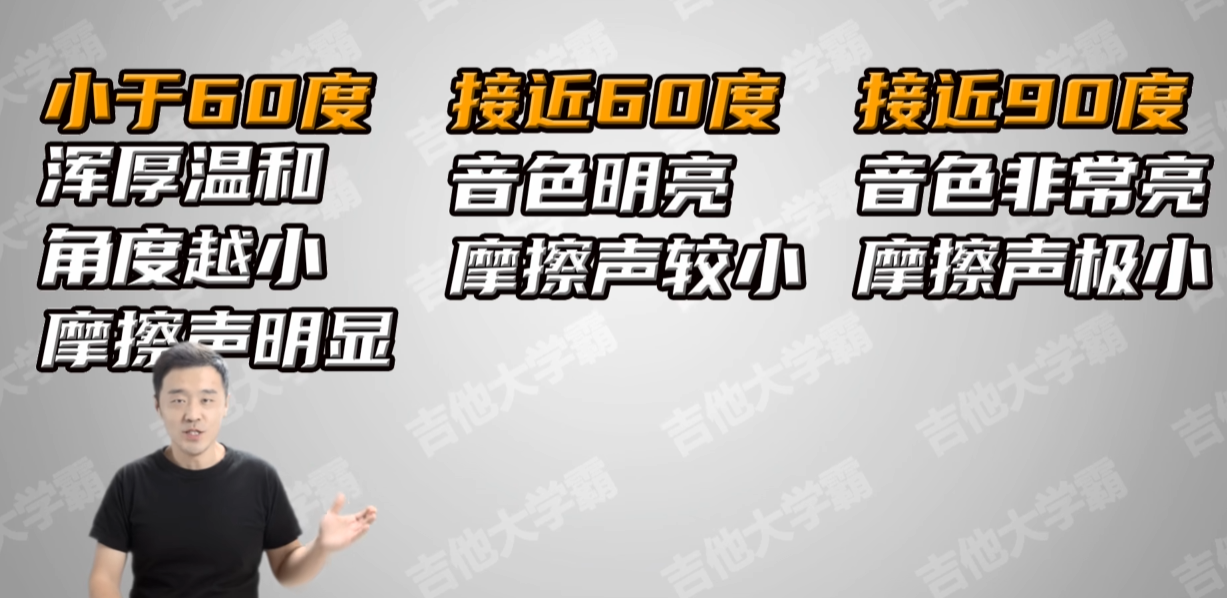 小于60度
浑厚温和
角度越小
摩擦声明显
接近60度
音色明亮
摩擦声较小
接近90度
音色非常亮
摩擦声极小
吉他大学霸